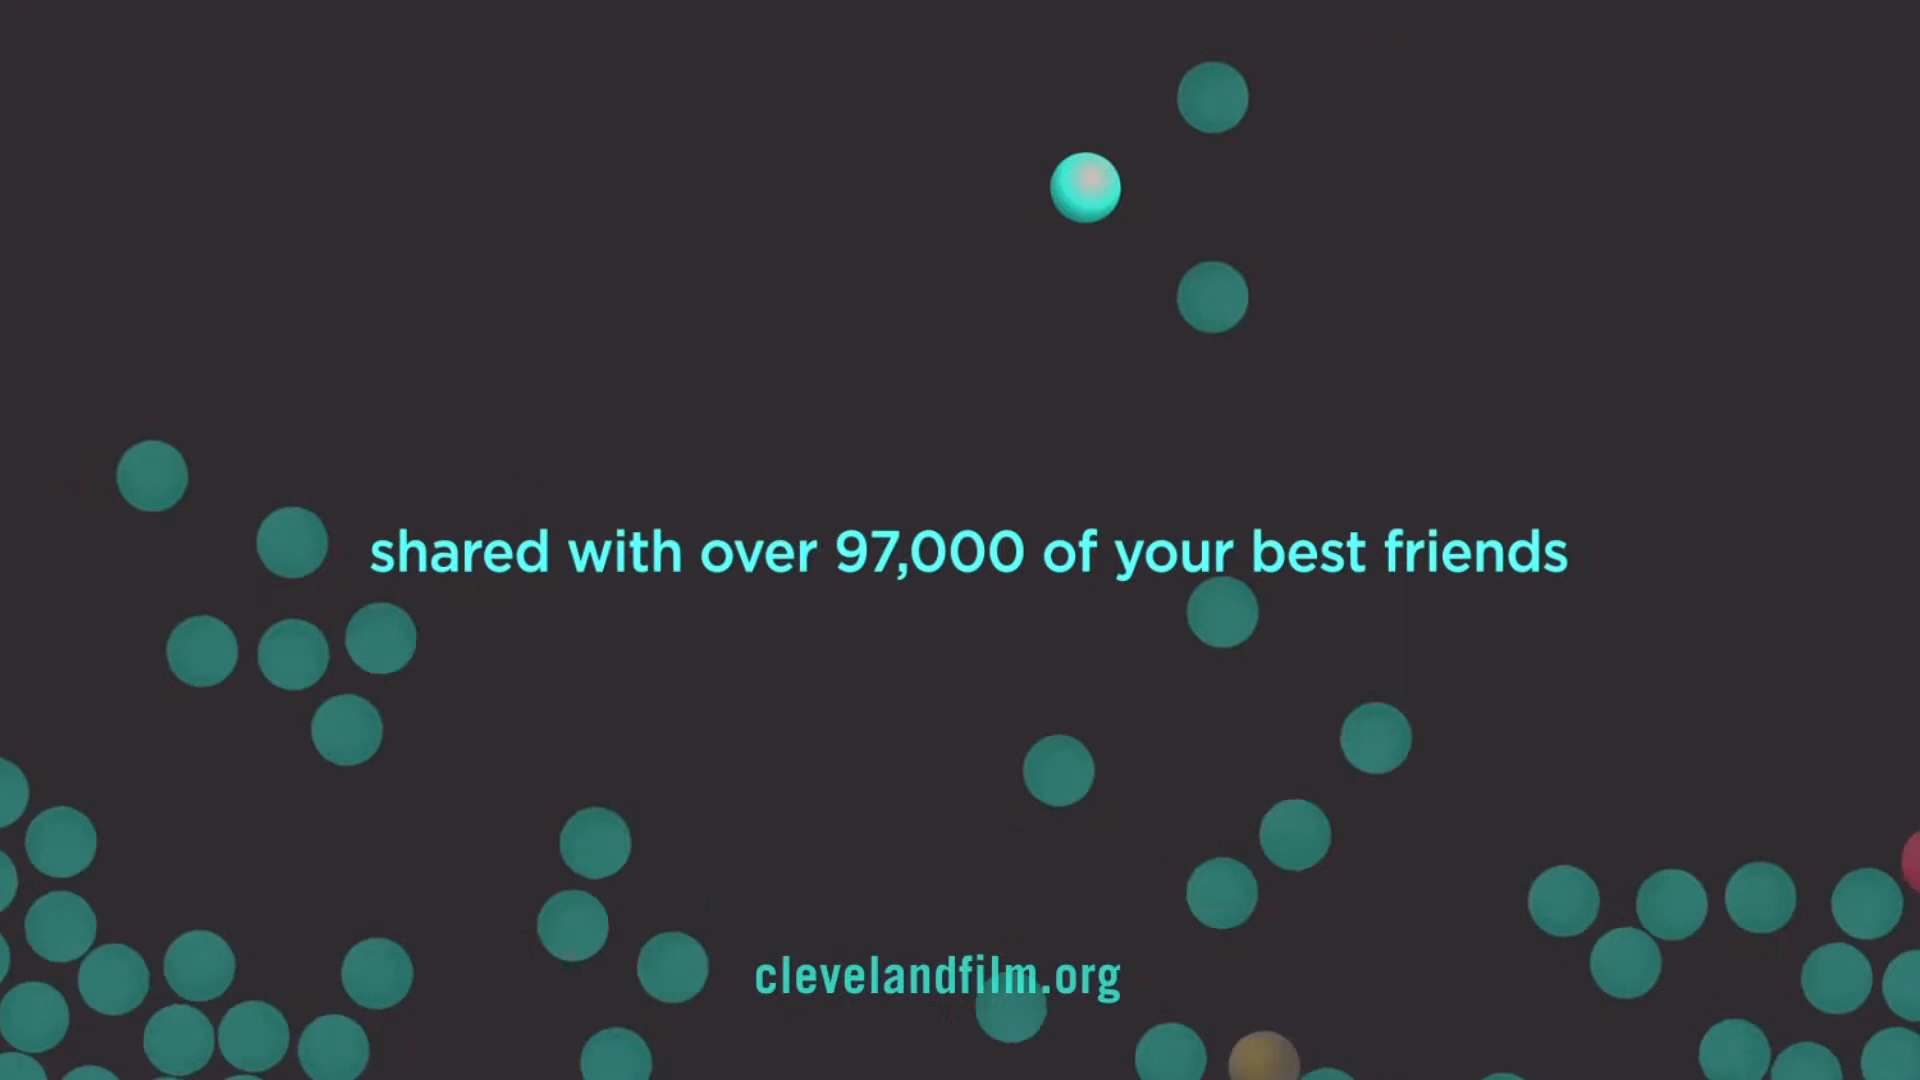 shared with over 97,000 of your best friends
clevelandfilm.org